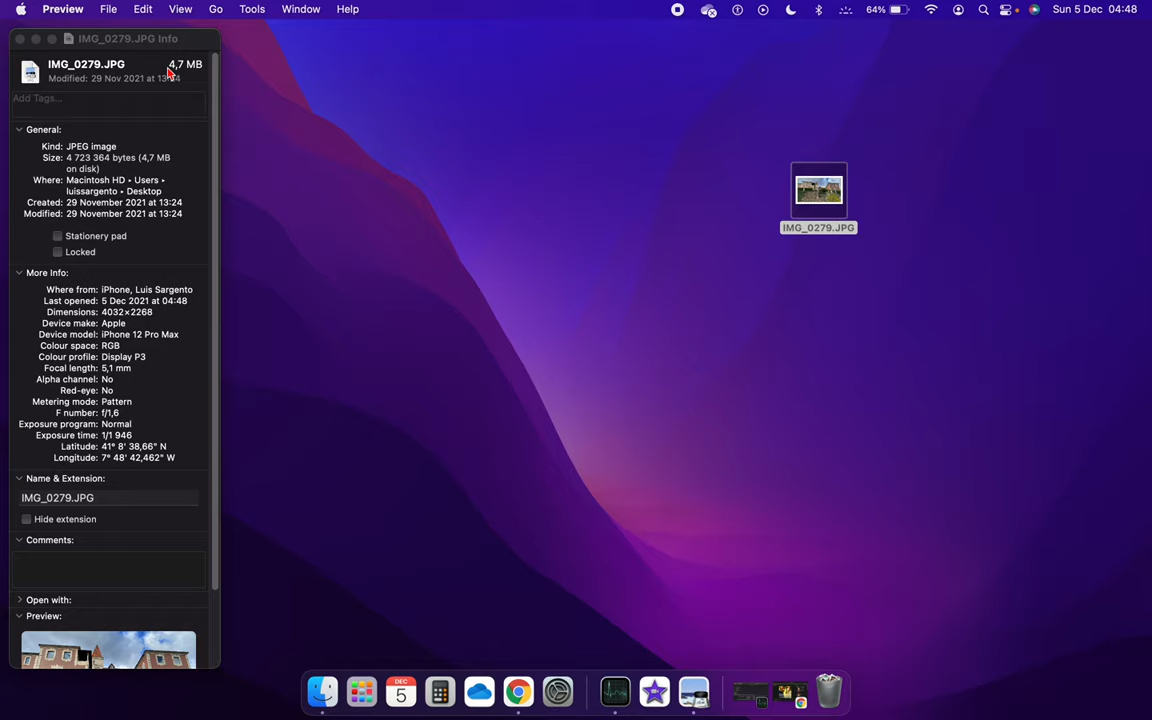 Preview File Edit View Go Tools Window Help 64% Sun 5 Dec 04:48
IMG_0279.JPG Info
IMG_0279.JPG 4,7 MB
Modified: 29 Nov 2021 at 13:24
Add Tags...
General:
Kind: JPEG image
Size: 4 723 364 bytes (4,7 MB
on disk)
Where: Macintosh HD • Users •
luissargento • Desktop
Created: 29 November 2021 at 13:24
Modified: 29 November 2021 at 13:24
Stationery pad
Locked
More Info:
Where from: iPhone, Luis Sargento
Last opened: 5 Dec 2021 at 04:48
Dimensions: 4032×2268
Device make: Apple
Device model: iPhone 12 Pro Max
Colour space: RGB
Colour profile: Display P3
Focal length: 5,1 mm
Alpha channel: No
Red-eye: No
Metering mode: Pattern
F number: f/1,6
Exposure program: Normal
Exposure time: 1/1 946
Latitude: 41° 8' 38,66" N
Longitude: 7° 48' 42,462" W
Name & Extension:
IMG_0279.JPG
Hide extension
Comments:
Open with:
Preview:
IMG_0279.JPG
DEC
5